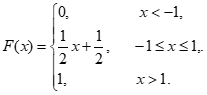 F(x) = { 0, x < -1,
1/2 x + 1/2, -1 ≤ x ≤ 1,.
1, x > 1.